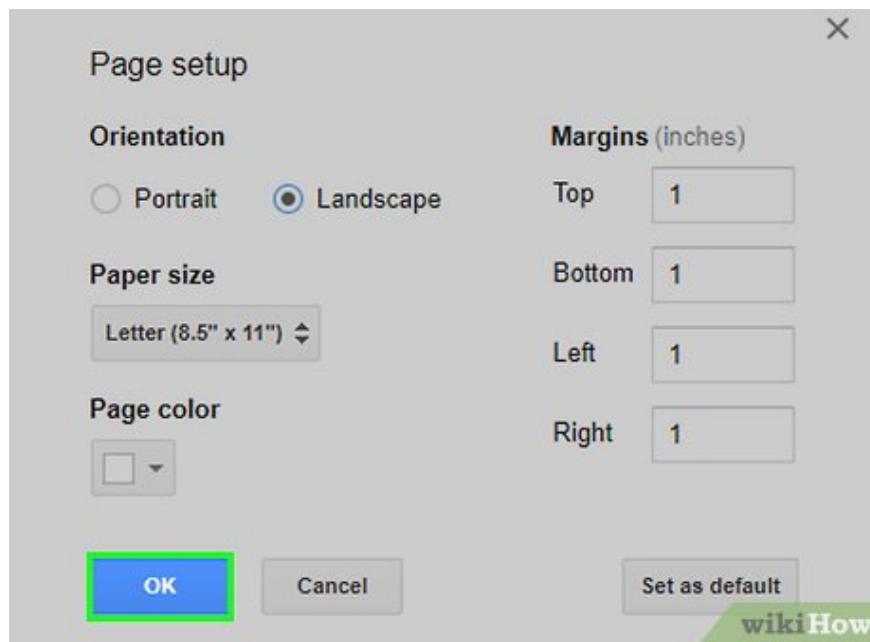 Page setup
Orientation
Portrait Landscape
Paper size
Letter (8.5" x 11")
Page color
Margins (inches)
Top 1
Bottom 1
Left 1
Right 1
OK Cancel Set as default
wikiHow